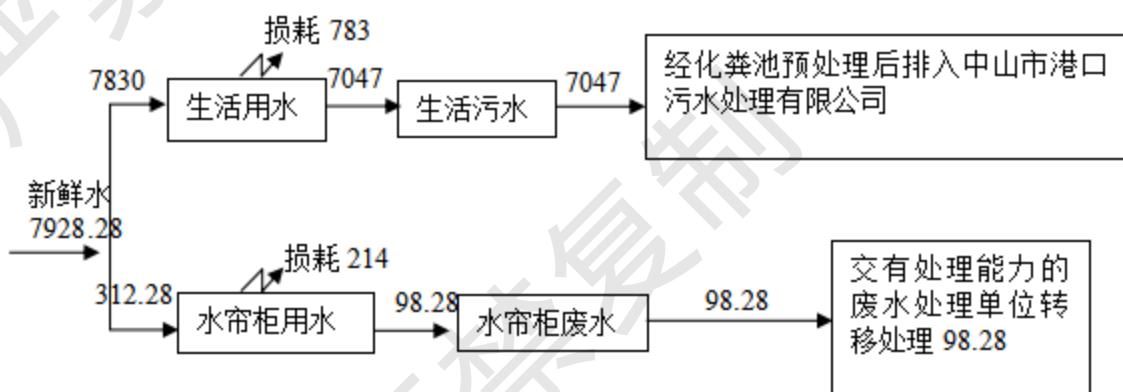 损耗 783
7830
7047
7047
生活用水
生活污水
经化粪池预处理后排入中山市港口
污水处理有限公司
新鲜水
7928.28
损耗 214
312.28
98.28
98.28
水帘柜用水
水帘柜废水
交有处理能力的
废水处理单位转
移处理 98.28
严禁复制